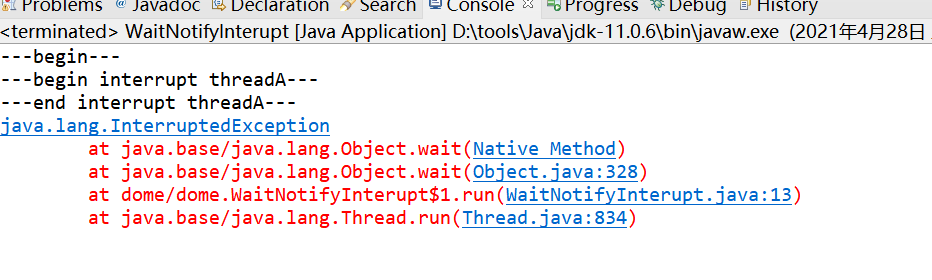 Problems @ Javadoc Declaration Search Console Progress Debug History
<terminated> WaitNotifyInterupt [Java Application] D:\tools\Java\jdk-11.0.6\bin\javaw.exe (2021年4月28日
---begin---
---begin interrupt threadA---
---end interrupt threadA---
java.lang.InterruptedException
at java.base/java.lang.Object.wait(Native Method)
at java.base/java.lang.Object.wait(Object.java:328)
at dome/dome.WaitNotifyInterupt$1.run(WaitNotifyInterupt.java:13)
at java.base/java.lang.Thread.run(Thread.java:834)